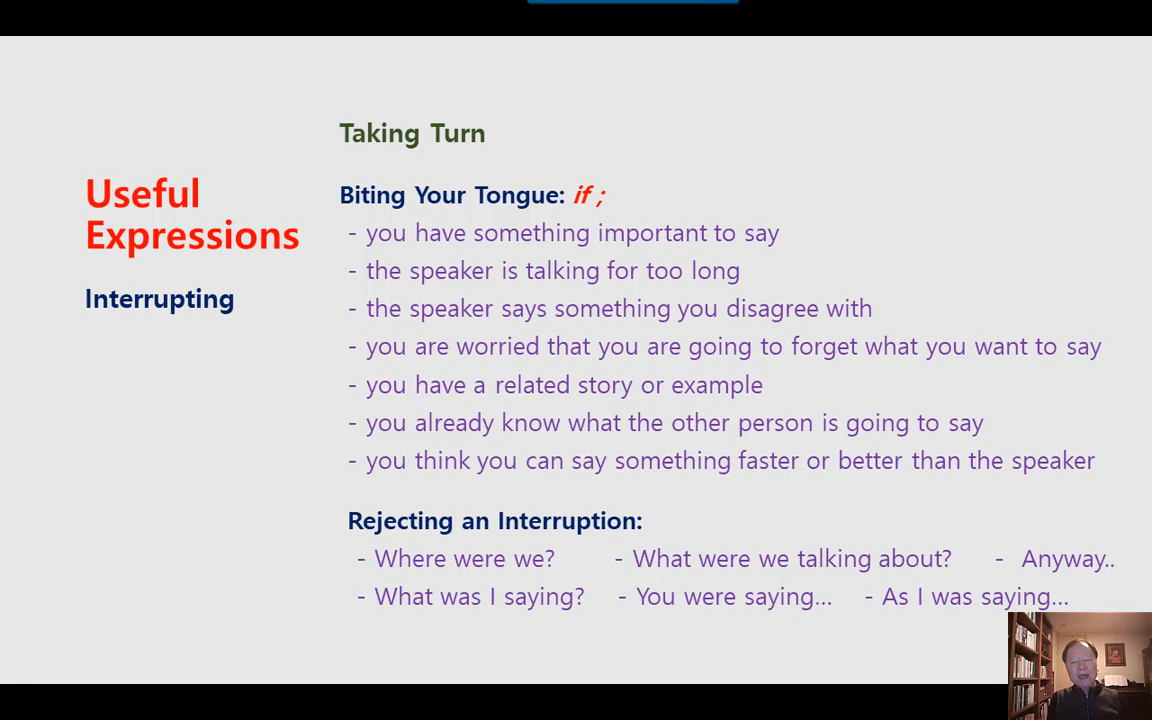 Useful
Expressions
Interrupting
Taking Turn
Biting Your Tongue: if ;
- you have something important to say
- the speaker is talking for too long
- the speaker says something you disagree with
- you are worried that you are going to forget what you want to say
- you have a related story or example
- you already know what the other person is going to say
- you think you can say something faster or better than the speaker
Rejecting an Interruption:
- Where were we? - What were we talking about? - Anyway..
- What was I saying? - You were saying... - As I was saying...